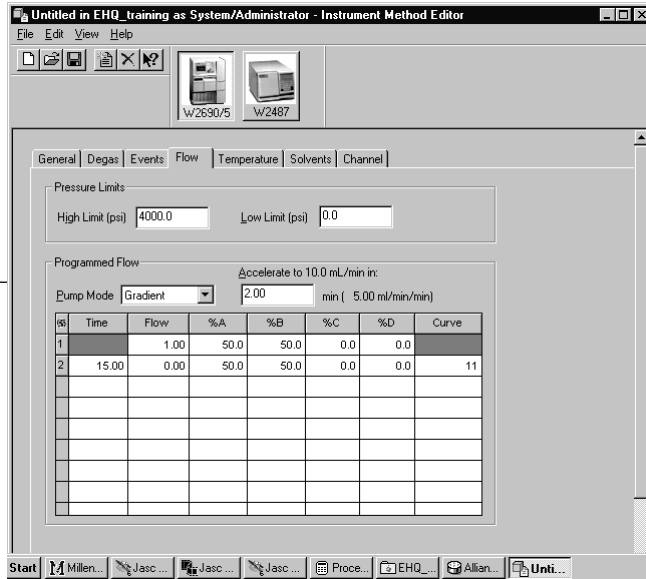 Untitled in EHQ_training as System/Administrator - Instrument Method Editor
File Edit View Help
W2690/5 W2487
General Degas Events Flow Temperature Solvents Channel
Pressure Limits
High Limit (psi) 4000.0 Low Limit (psi) 0.0
Programmed Flow
Accelerate to 10.0 mL/min in:
Pump Mode Gradient 2.00 min ( 5.00 ml/min/min)
Time Flow %A %B %C %D Curve
1 1.00 50.0 50.0 0.0 0.0
2 15.00 0.00 50.0 50.0 0.0 0.0 11
Start Millen... Jasc ... Jasc ... Jasc ... Proce... EHQ_... Allian... Unti...